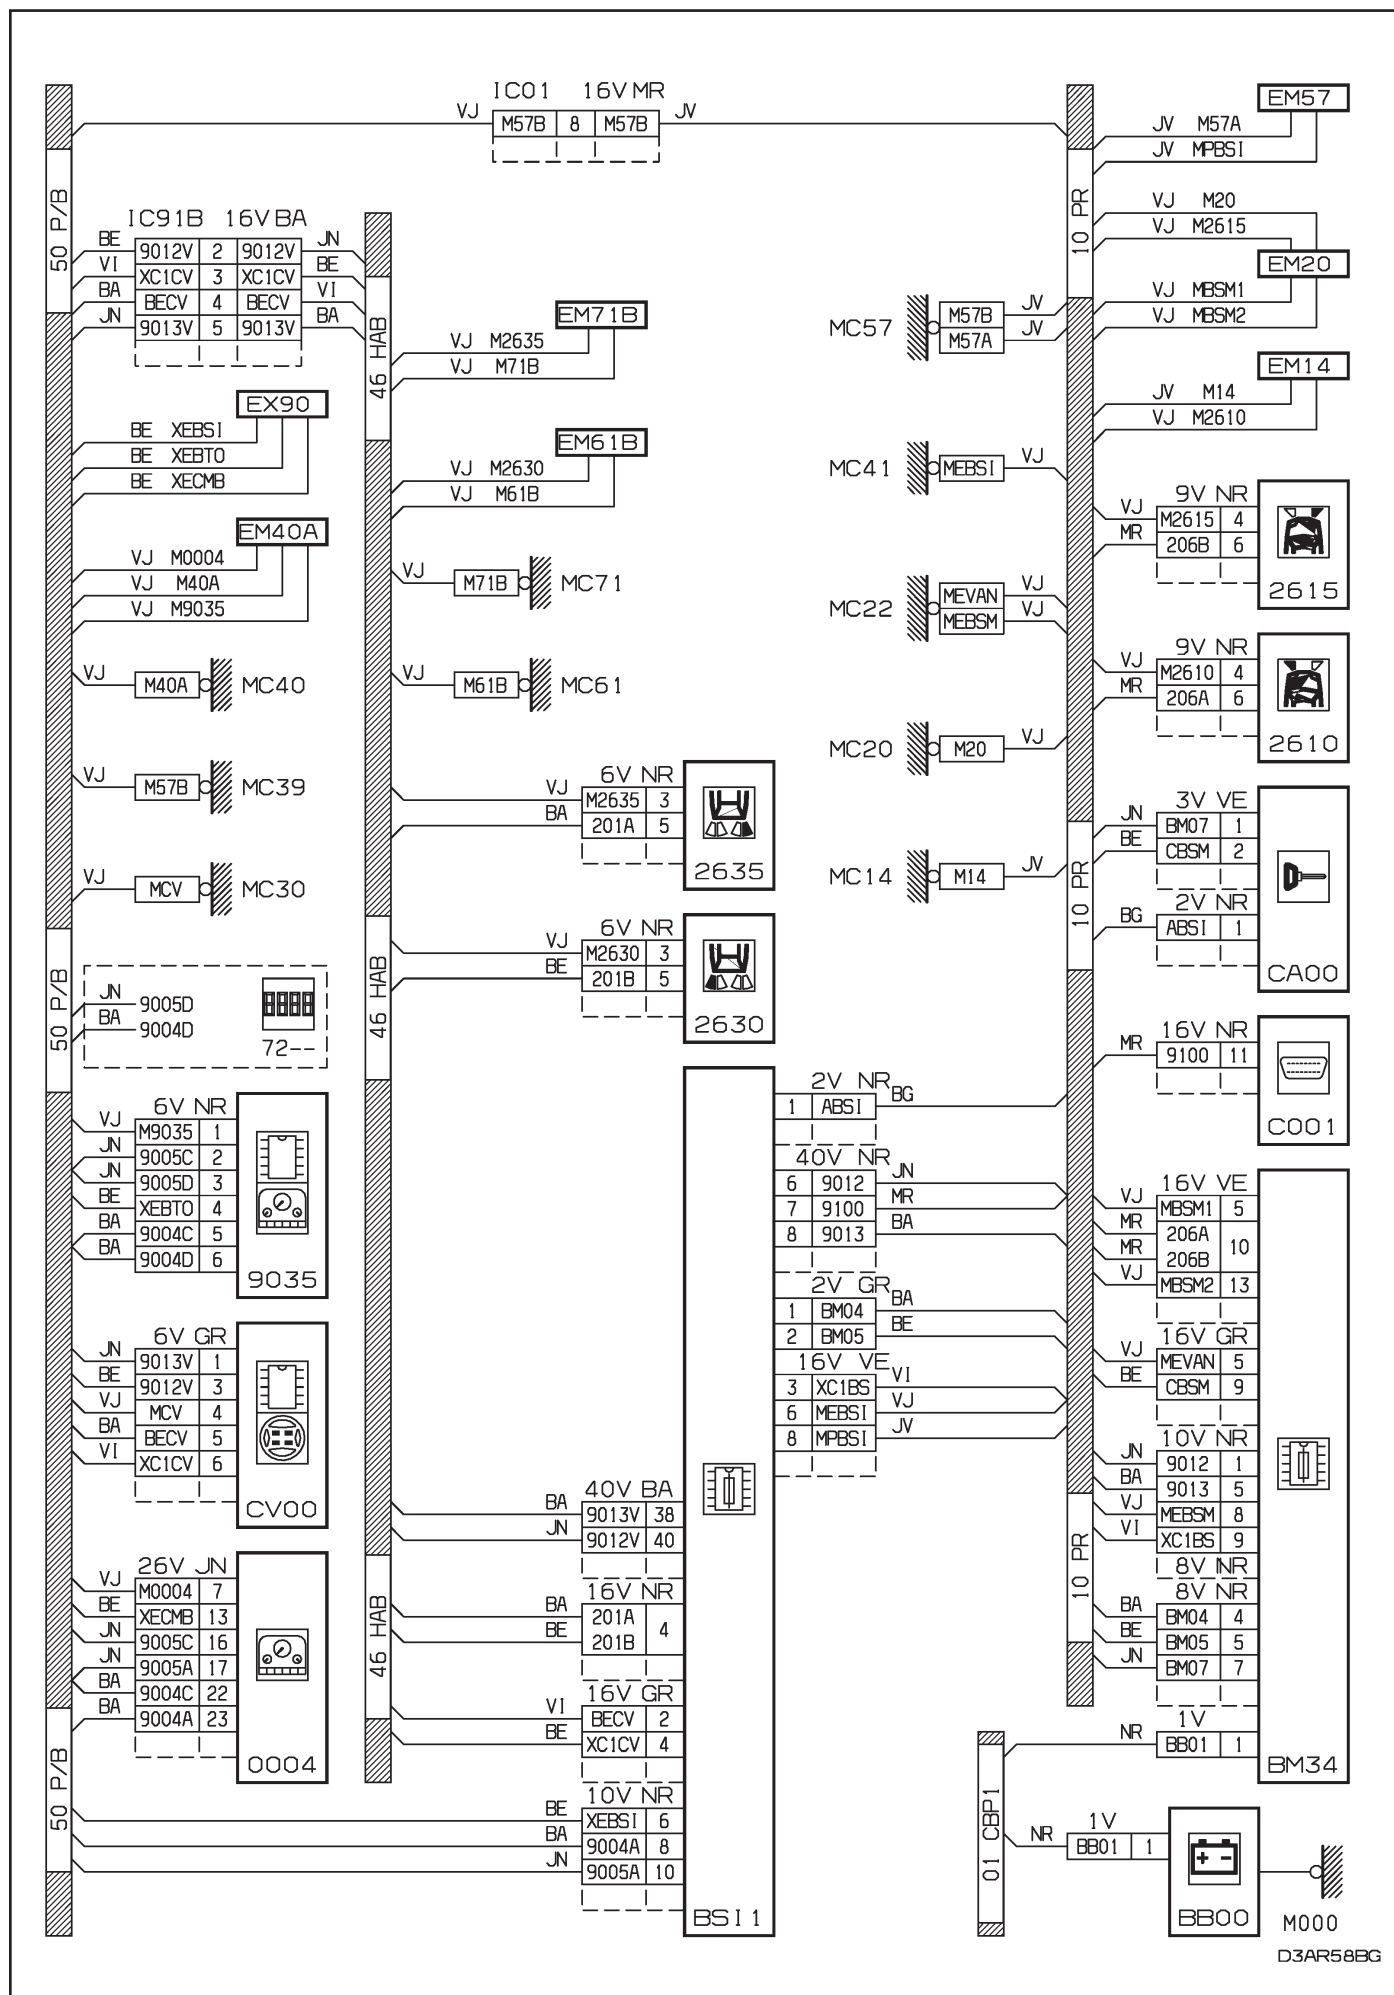 IC01 16V MR
VJ M57B 8 M57B JV
50 P/B
IC91B 16V BA
BE 9012V 2 9012V JN
VI XC1CV 3 XC1CV BE
BA BECV 4 BECV VI
JN 9013V 5 9013V BA
EX90
BE XEBSI
BE XEBTO
BE XECMB
EM40A
VJ M0004
VJ M40A
VJ M9035
VJ M40A MC40
VJ M57B MC39
VJ MCV MC30
50 P/B
JN 9005D
BA 9004D
72--
6V NR
VJ M9035 1
JN 9005C 2
JN 9005D 3
BE XEBTO 4
BA 9004C 5
BA 9004D 6
9035
6V GR
JN 9013V 1
BE 9012V 3
VJ MCV 4
BA BECV 5
VI XC1CV 6
CV00
26V JN
VJ M0004 7
BE XECMB 13
JN 9005C 16
JN 9005A 17
BA 9004C 22
BA 9004A 23
0004
50 P/B
46 HAB
EM71B
VJ M2635
VJ M71B
EM61B
VJ M2630
VJ M61B
VJ M71B MC71
VJ M61B MC61
6V NR
VJ M2635 3
BA 201A 5
2635
46 HAB
6V NR
VJ M2630 3
BE 201B 5
2630
2V NR
1 ABSI BG
40V NR
6 9012 JN
7 9100 MR
8 9013 BA
2V GR
1 BM04 BA
2 BM05 BE
16V VE
3 XC1BS VI
6 MEBSI VJ
8 MPBSI JV
40V BA
BA 9013V 38
JN 9012V 40
46 HAB
16V NR
BA 201A 4
BE 201B
16V GR
VI BECV 2
BE XC1CV 4
10V NR
BE XEBSI 6
BA 9004A 8
JN 9005A 10
BSI1
10 PR
EM57
JV M57A
JV MPBSI
VJ M20
VJ M2615
EM20
VJ MBSM1
VJ MBSM2
MC57 M57B JV
M57A JV
EM14
JV M14
VJ M2610
MC41 MEBSI VJ
9V NR
VJ M2615 4
MR 206B 6
2615
MC22 MEVAN VJ
MEBSM VJ
9V NR
VJ M2610 4
MR 206A 6
2610
MC20 M20 VJ
10 PR
3V VE
JN BM07 1
BE CBSM 2
2V NR
BG ABSI 1
CA00
MC14 M14 JV
16V NR
MR 9100 11
C001
16V VE
VJ MBSM1 5
MR 206A 10
MR 206B
VJ MBSM2 13
16V GR
VJ MEVAN 5
BE CBSM 9
10V NR
JN 9012 1
BA 9013 5
VJ MEBSM 8
VI XC1BS 9
10 PR
8V NR
8V NR
BA BM04 4
BE BM05 5
JN BM07 7
1V
NR BB01 1
BM34
01 CBP1
1V
NR BB01 1
BB00
M000
D3AR58BG